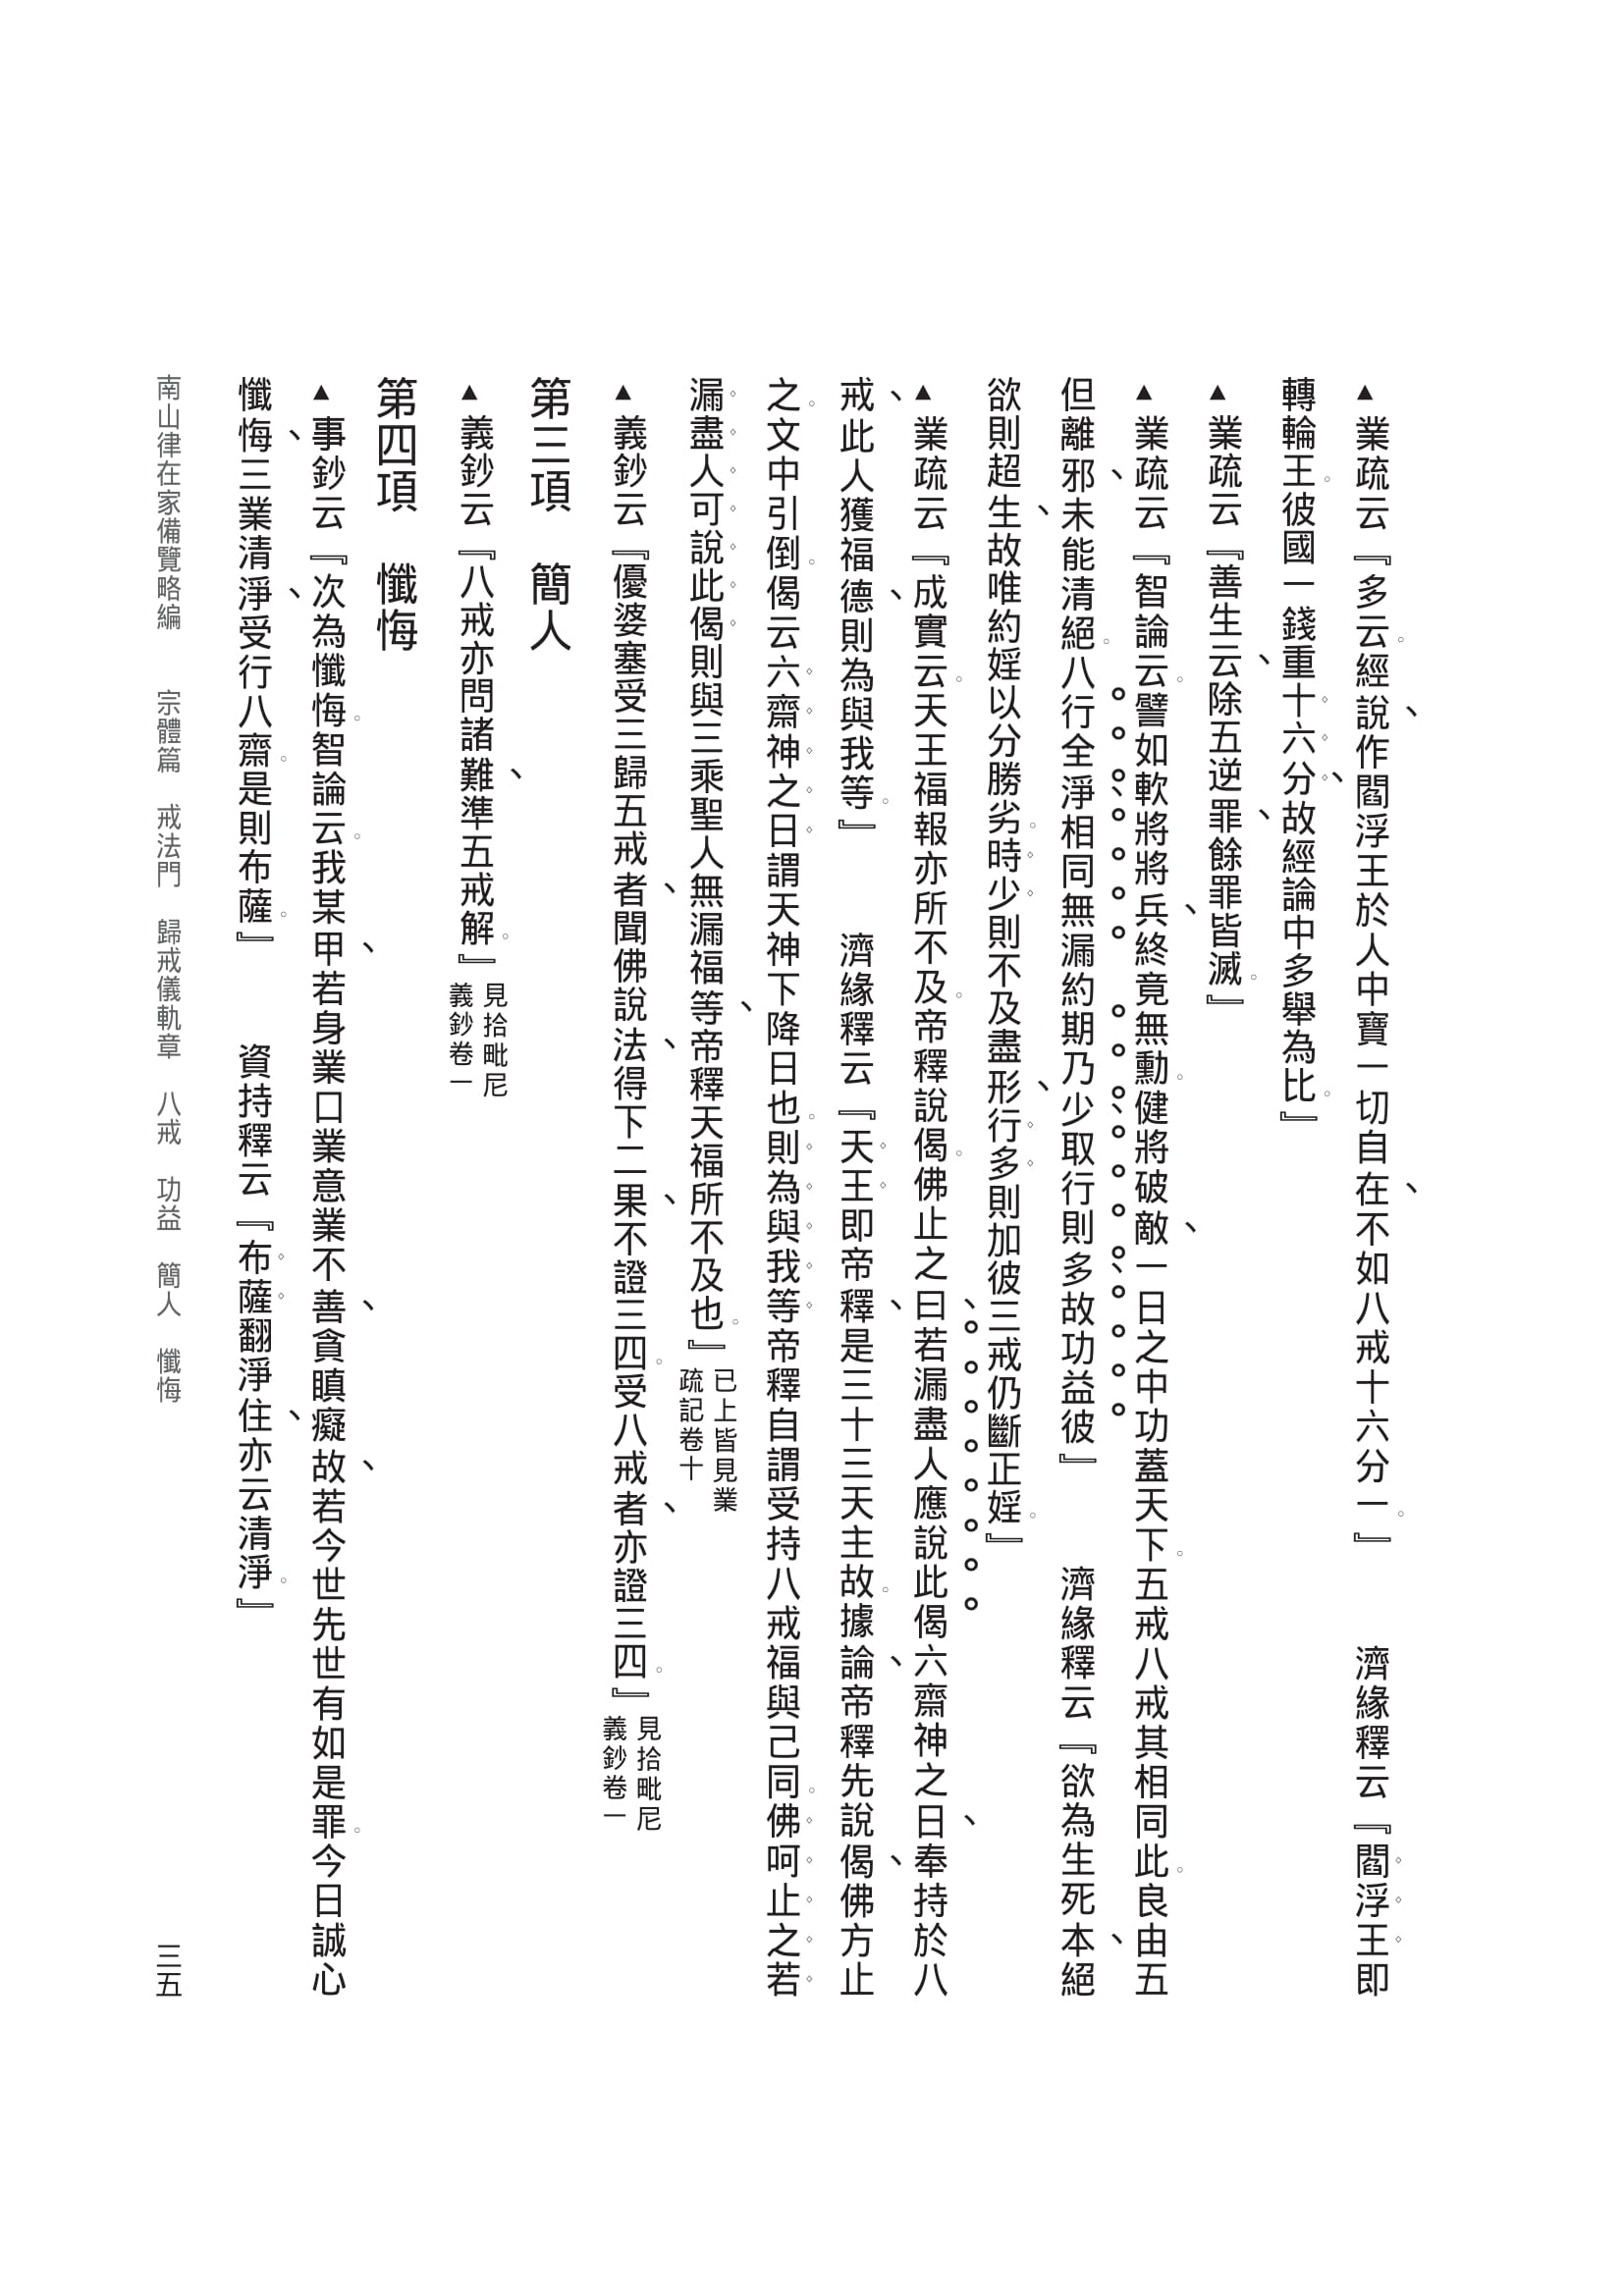 ▲業疏云『多云。經說、作閻浮王於人中寶一切自在、不如八戒十六分一。』　濟緣釋云『閻浮王即
轉輪王。彼國一錢重十六分、故經論中多舉為比。』
▲業疏云『善生云、除五逆罪、餘罪皆滅。』
▲業疏云『智論云。譬如軟將將兵、終竟無勳。健將破敵、一日之中功蓋天下。五戒八戒其相同此。良由五
但離邪、未能清絕。八行全淨、相同無漏。約期乃少、取行則多、故功益彼』　濟緣釋云『欲為生死本、絕
欲則超生、故唯約婬以分勝劣。時少則不及盡形、行多則加彼三戒仍斷正婬。』
▲業疏云『成實云。天王福報亦所不及。帝釋說偈。佛止之曰、若漏盡人應說此偈六齋神之日、奉持於八
戒、此人獲福德、則為與我等。』　濟緣釋云『天王即帝釋、是三十三天主故。據論、帝釋先說偈、佛方止
之。文中引倒。偈云六齋神之日謂天神下降日也。則為與我等帝釋自謂受持八戒福與己同。佛呵止之若
漏盡人可說此偈則與三乘聖人無漏福等、帝釋天福所不及也。』已上皆見業
疏記卷十
▲義鈔云『優婆塞受三歸五戒者、聞佛說法、得下二果、不證三四。受八戒者、亦證三四。』見拾毗尼
義鈔卷一
第三項　簡人
▲義鈔云『八戒亦問諸難、準五戒解。』見拾毗尼
義鈔卷一
第四項　懺悔
▲事鈔云『次為懺悔。智論云。我某甲、若身業口業意業不善、貪瞋癡故、若今世先世有如是罪。今日誠心
懺悔、三業清淨、受行八齋。是則布薩。』　資持釋云『布薩翻淨住、亦云清淨。』
南山律在家備覽略編　宗體篇　戒法門　歸戒儀軌章　八戒　功益　簡人　懺悔
三五